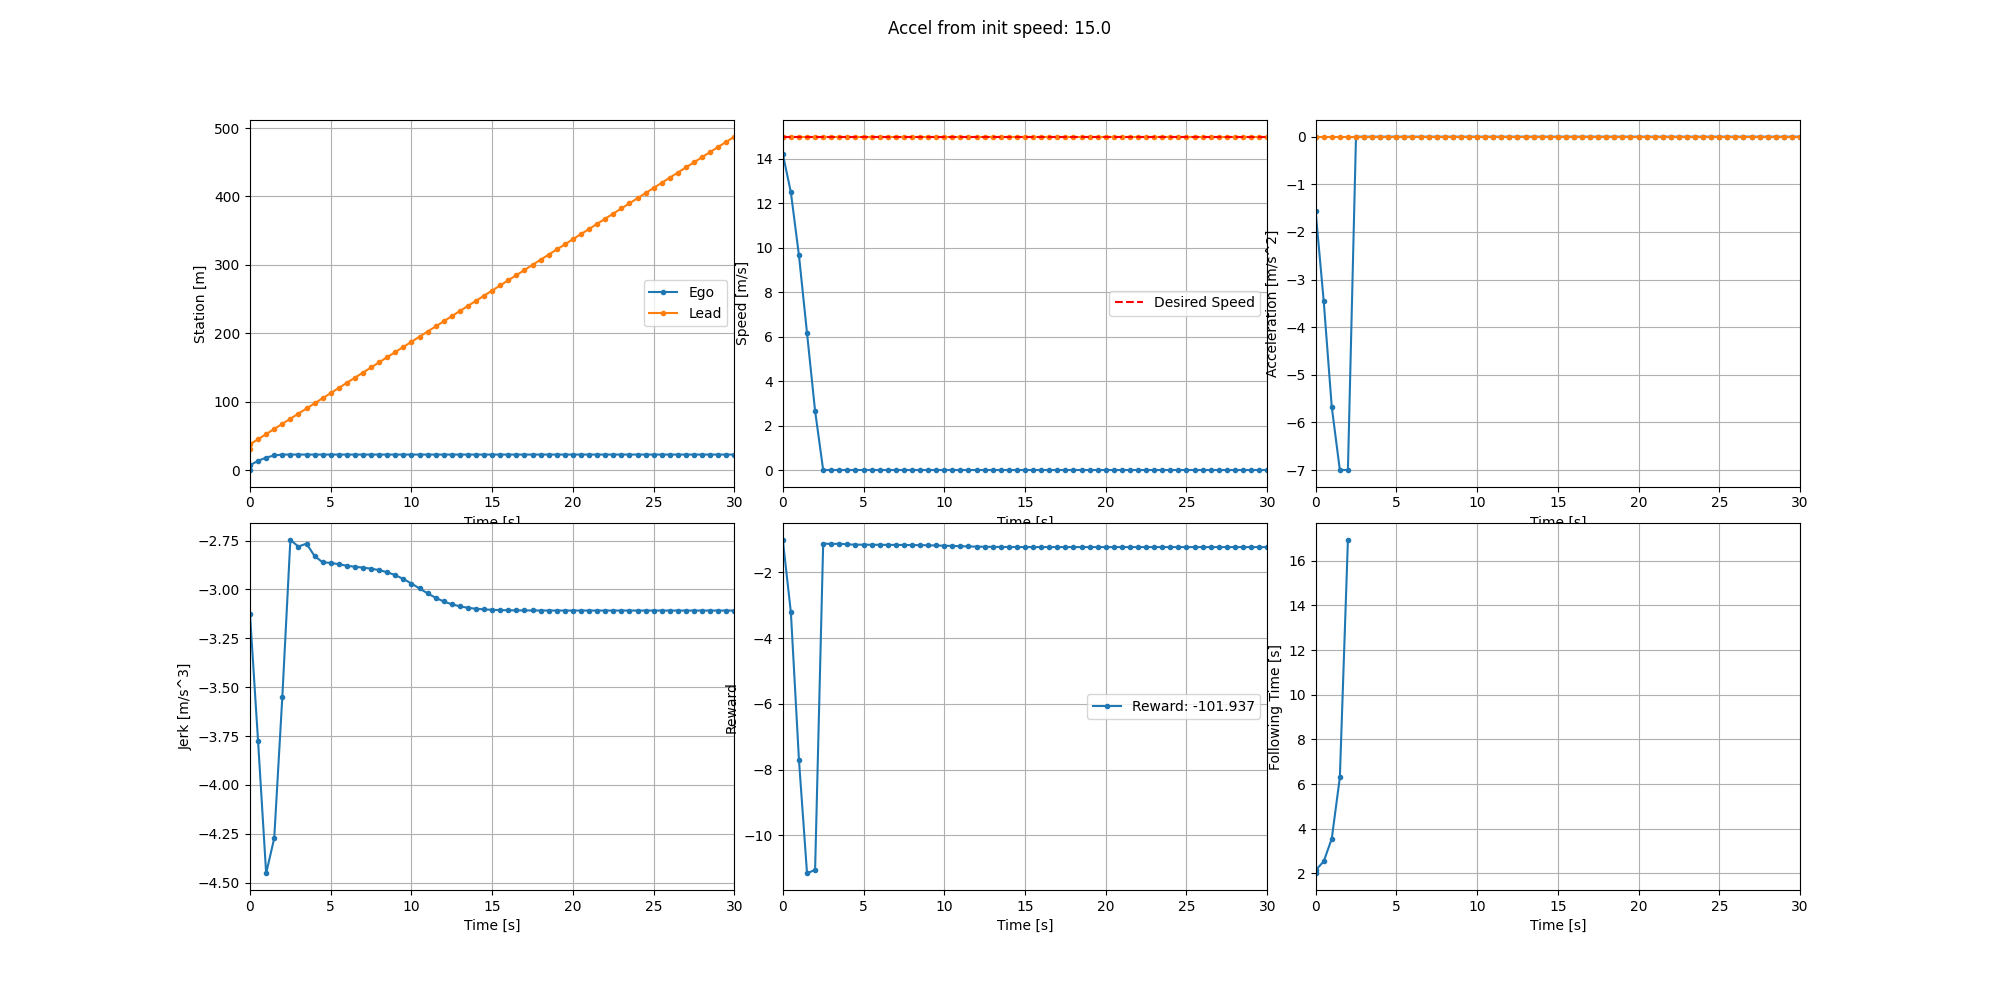 Accel from init speed: 15.0
500
400
300
200
100
0
Station [m]
Ego
Lead
0 5 10 15 20 25 30
Time [s]
14
12
10
8
6
4
2
0
Speed [m/s]
Desired Speed
0 5 10 15 20 25 30
Time [s]
0
−1
−2
−3
−4
−5
−6
−7
Acceleration [m/s^2]
0 5 10 15 20 25 30
Time [s]
−2.75
−3.00
−3.25
−3.50
−3.75
−4.00
−4.25
−4.50
Jerk [m/s^3]
0 5 10 15 20 25 30
Time [s]
−2
−4
−6
−8
−10
Reward
Reward: -101.937
0 5 10 15 20 25 30
Time [s]
16
14
12
10
8
6
4
2
Following Time [s]
0 5 10 15 20 25 30
Time [s]